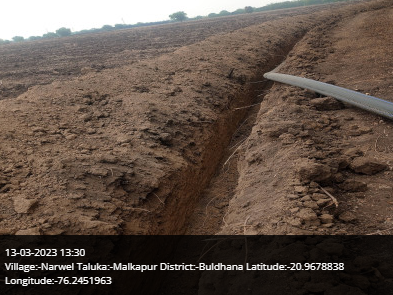 13-03-2023 13:30
Village:-Narwel Taluka:-Malkapur District:-Buldhana Latitude:-20.9678838
Longitude:-76.2451963